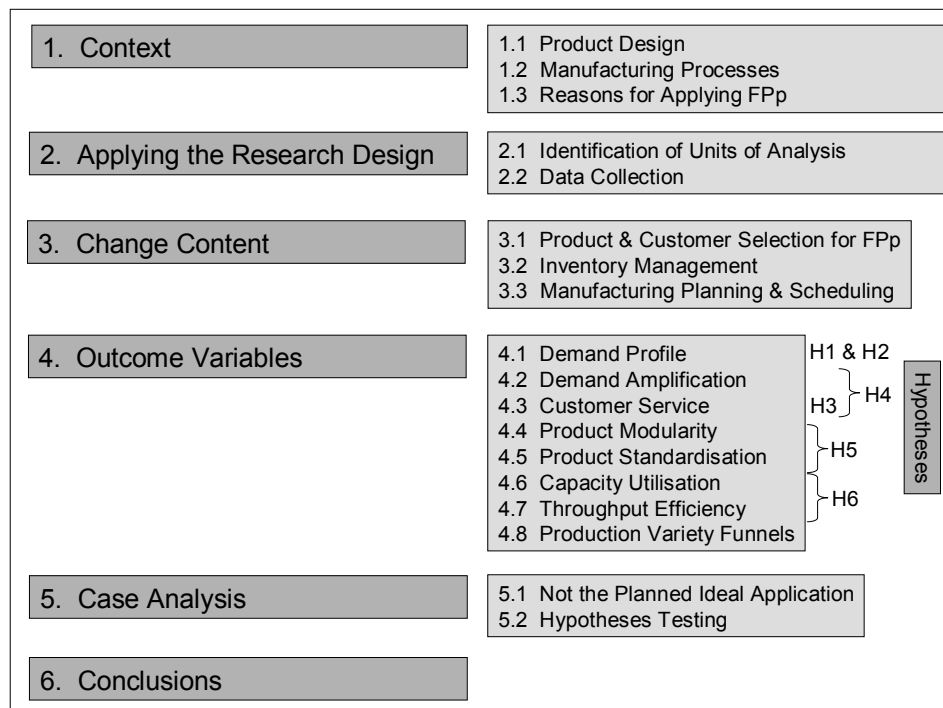 1. Context
1.1 Product Design
1.2 Manufacturing Processes
1.3 Reasons for Applying FPp
2. Applying the Research Design
2.1 Identification of Units of Analysis
2.2 Data Collection
3. Change Content
3.1 Product & Customer Selection for FPp
3.2 Inventory Management
3.3 Manufacturing Planning & Scheduling
4. Outcome Variables
4.1 Demand Profile
4.2 Demand Amplification
4.3 Customer Service
4.4 Product Modularity
4.5 Product Standardisation
4.6 Capacity Utilisation
4.7 Throughput Efficiency
4.8 Production Variety Funnels
H1 & H2
H3
H4
H5
H6
Hypotheses
5. Case Analysis
5.1 Not the Planned Ideal Application
5.2 Hypotheses Testing
6. Conclusions